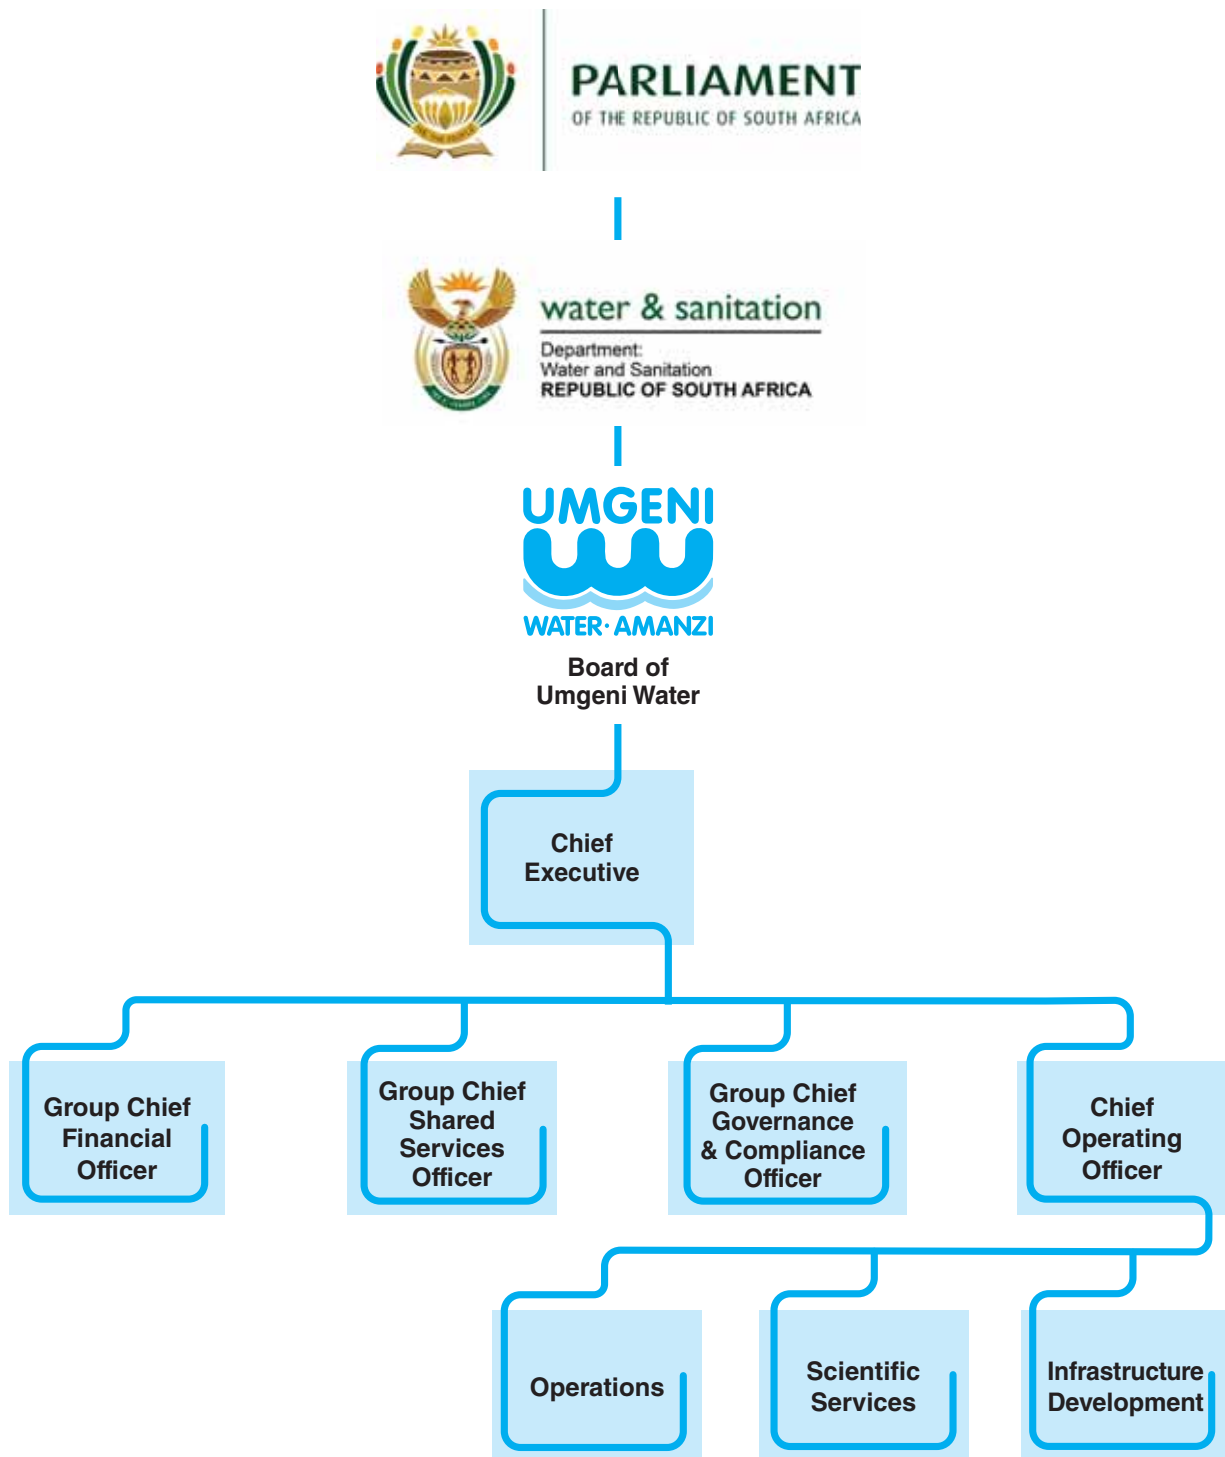 PARLIAMENT
OF THE REPUBLIC OF SOUTH AFRICA
water & sanitation
Department:
Water and Sanitation
REPUBLIC OF SOUTH AFRICA
UMGENI
WATER·AMANZI
Board of
Umgeni Water
Chief
Executive
Group Chief
Financial
Officer
Group Chief
Shared
Services
Officer
Group Chief
Governance
& Compliance
Officer
Chief
Operating
Officer
Operations
Scientific
Services
Infrastructure
Development